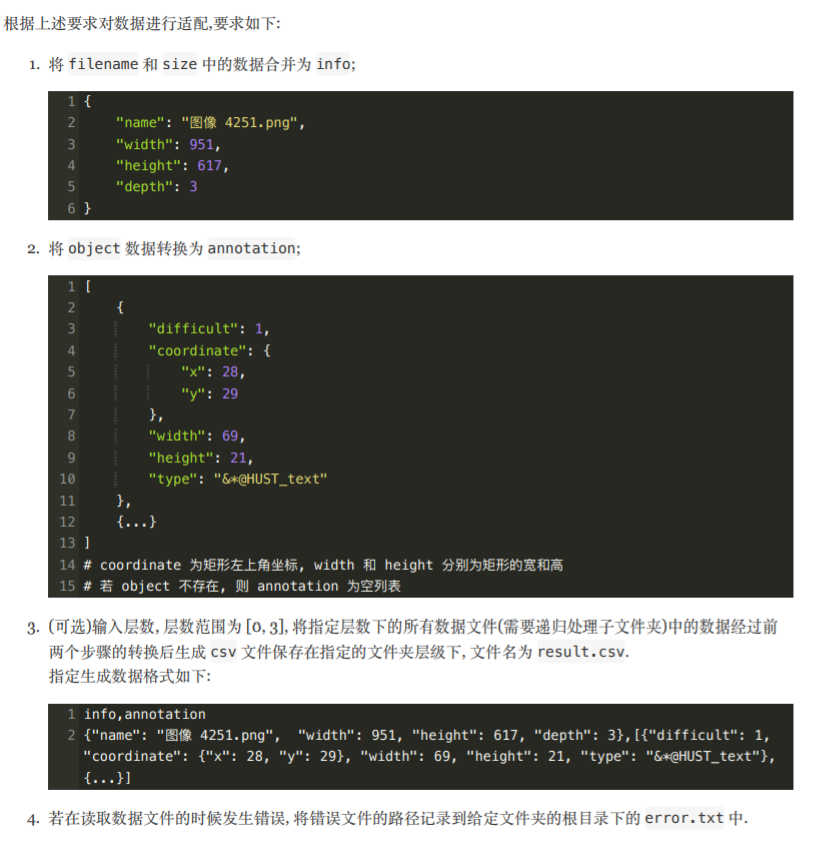 根据上述要求对数据进行适配,要求如下:
1. 将 filename 和 size 中的数据合并为 info;
1 {
2 "name": "图像 4251.png",
3 "width": 951,
4 "height": 617,
5 "depth": 3
6 }
2. 将 object 数据转换为 annotation;
1 [
2 {
3 "difficult": 1,
4 "coordinate": {
5 "x": 28,
6 "y": 29
7 },
8 "width": 69,
9 "height": 21,
10 "type": "&*@HUST_text"
11 },
12 {...}
13 ]
14 # coordinate 为矩形左上角坐标, width 和 height 分别为矩形的宽和高
15 # 若 object 不存在, 则 annotation 为空列表
3. (可选)输入层数, 层数范围为 [0, 3], 将指定层数下的所有数据文件(需要递归处理子文件夹)中的数据经过前
两个步骤的转换后生成 csv 文件保存在指定的文件夹层级下, 文件名为 result.csv.
指定生成数据格式如下:
1 info,annotation
2 {"name": "图像 4251.png", "width": 951, "height": 617, "depth": 3},[{"difficult": 1,
"coordinate": {"x": 28, "y": 29}, "width": 69, "height": 21, "type": "&*@HUST_text"},
{...}]
4. 若在读取数据文件的时候发生错误, 将错误文件的路径记录到给定文件夹的根目录下的 error.txt 中.